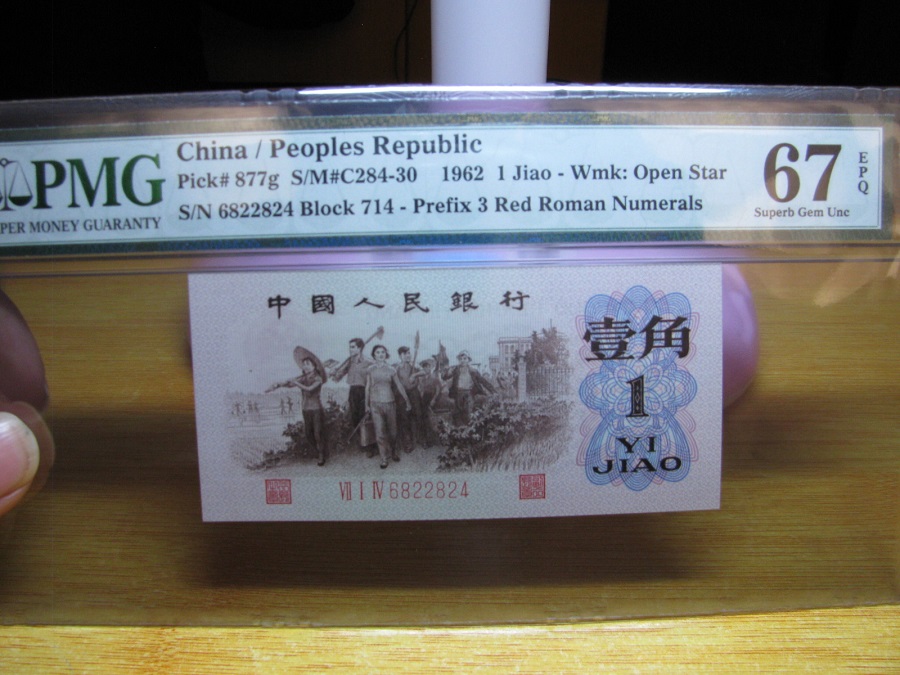 PMG
PER MONEY GUARANTY
China / Peoples Republic
Pick# 877g S/M#C284-30 1962 1 Jiao - Wmk: Open Star
S/N 6822824 Block 714 - Prefix 3 Red Roman Numerals
67
EPQ
Superb Gem Unc
中國人民銀行
壹角
1
YI
JIAO
VII I IV 6822824